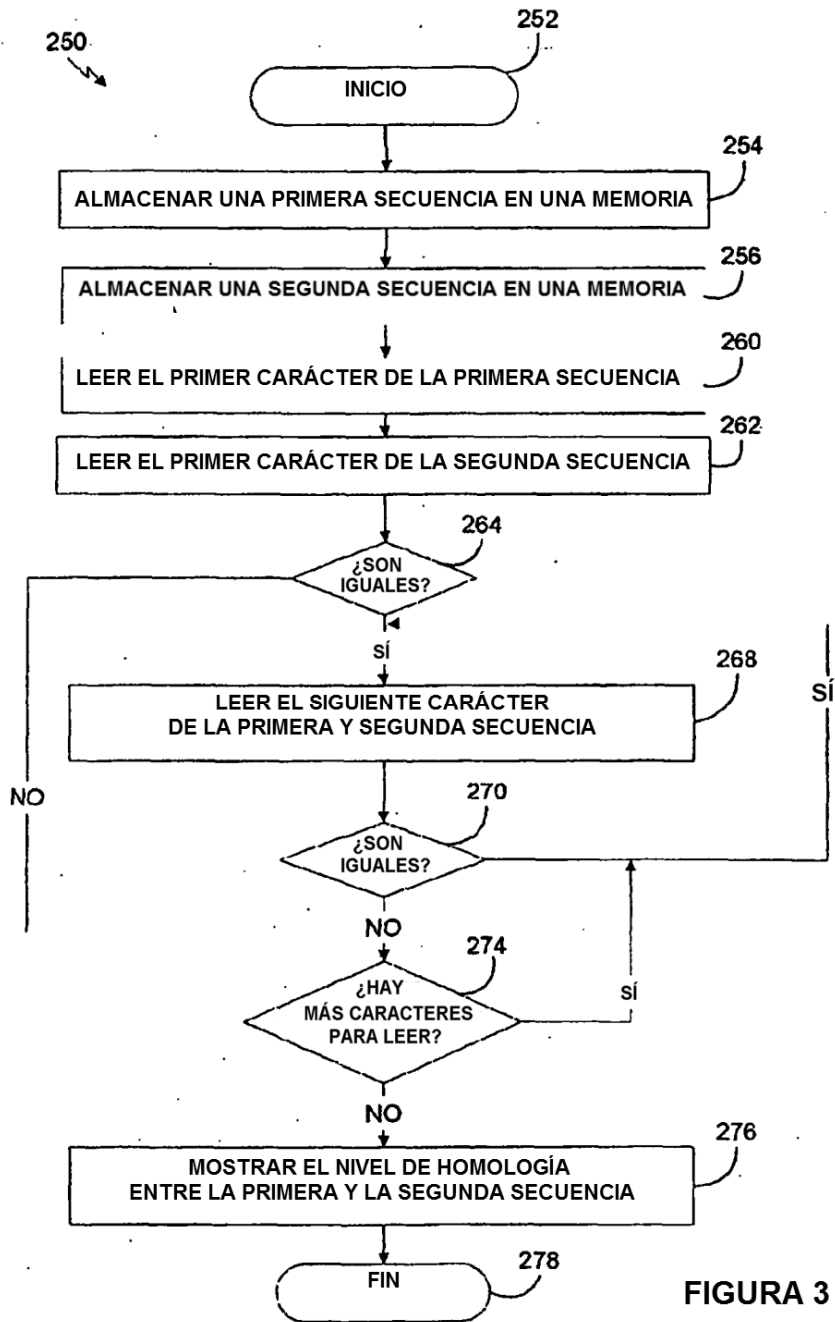 250
252
INICIO
254
ALMACENAR UNA PRIMERA SECUENCIA EN UNA MEMORIA
256
ALMACENAR UNA SEGUNDA SECUENCIA EN UNA MEMORIA
260
LEER EL PRIMER CARÁCTER DE LA PRIMERA SECUENCIA
262
LEER EL PRIMER CARÁCTER DE LA SEGUNDA SECUENCIA
264
¿SON
IGUALES?
SÍ
268
LEER EL SIGUIENTE CARÁCTER
DE LA PRIMERA Y SEGUNDA SECUENCIA
SÍ
NO
270
¿SON
IGUALES?
NO
274
¿HAY
MÁS CARACTERES
PARA LEER?
SÍ
NO
276
MOSTRAR EL NIVEL DE HOMOLOGÍA
ENTRE LA PRIMERA Y LA SEGUNDA SECUENCIA
278
FIN
FIGURA 3